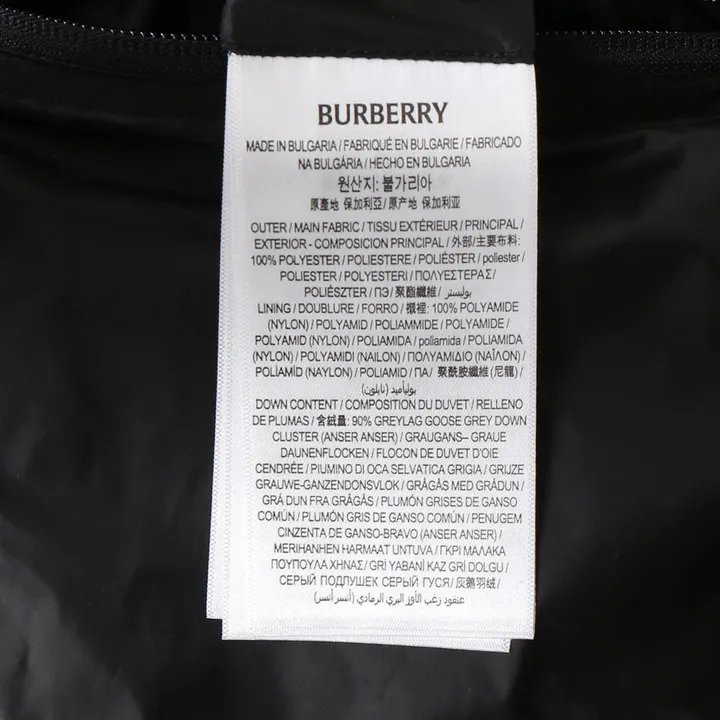 BURBERRY
MADE IN BULGARIA / FABRIQUÉ EN BULGARIE / FABRICADO
NA BULGÁRIA / HECHO EN BULGARIA
원산지: 불가리아
原產地 保加利亞/ 原产地 保加利亚
OUTER / MAIN FABRIC / TISSU EXTÉRIEUR / PRINCIPAL /
EXTERIOR - COMPOSICION PRINCIPAL / 外部/主要布料:
100% POLYESTER / POLIESTERE / POLIÉSTER / poliester /
POLIESTER / POLYESTERI / ΠΟΛΥΕΣΤΕΡΑΣ /
POLIÉSZTER / ПЭ / 聚酯纖維 / بوليستر
LINING / DOUBLURE / FORRO / 襯裡: 100% POLYAMIDE
(NYLON) / POLYAMID / POLIAMMIDE / POLYAMIDE /
POLYAMID (NYLON) / POLIAMIDA / poliamida / POLIAMIDA
(NYLON) / POLYAMIDI (NAILON) / ΠΟΛΥΑΜΙΔΙΟ (ΝΑΪΛΟΝ) /
POLÍAMÍD (NAYLON) / POLIAMID / ПА/ 聚酰胺纖維 (尼龍) /
بوليأميد (نايلون)
DOWN CONTENT / COMPOSITION DU DUVET / RELLENO
DE PLUMAS / 含絨量: 90% GREYLAG GOOSE GREY DOWN
CLUSTER (ANSER ANSER) / GRAUGANS– GRAUE
DAUNENFLOCKEN / FLOCON DE DUVET D'OIE
CENDRÉE / PIUMINO DI OCA SELVATICA GRIGIA / GRIJZE
GRAUWE-GANZENDONSVLOK / GRÅGÅS MED GRÅDUN /
GRÅ DUN FRA GRÅGÅS / PLUMÓN GRISES DE GANSO
COMÚN / PLUMÓN GRIS DE GANSO COMÚN / PENUGEM
CINZENTA DE GANSO-BRAVO (ANSER ANSER) /
MERIHANHEN HARMAAT UNTUVA / ΓΚΡΙ ΜΑΛΑΚΑ
ΠΟΥΠΟΥΛΑ ΧΗΝΑΣ/ GRİ YABANİ KAZ GRİ DOLGU /
СЕРЫЙ ПОДПУШЕК СЕРЫЙ ГУСЯ / 灰鵝羽絨 /
عنقود زغب الأوز البري الرمادي (أنسر أنسر)